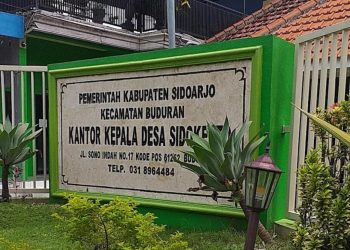 PEMERINTAH KABUPATEN SIDOARJO
KECAMATAN BUDURAN
KANTOR KEPALA DESA
JL. SONO INDAH NO.17 KODE POS 61252
TELP. 031 8964484